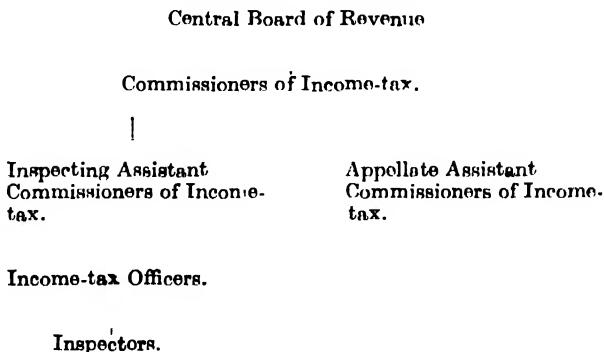 Central Board of Revenue
Commissioners of Income-tax.
Inspecting Assistant
Commissioners of Income-
tax.
Appellate Assistant
Commissioners of Income-
tax.
Income-tax Officers.
Inspectors.